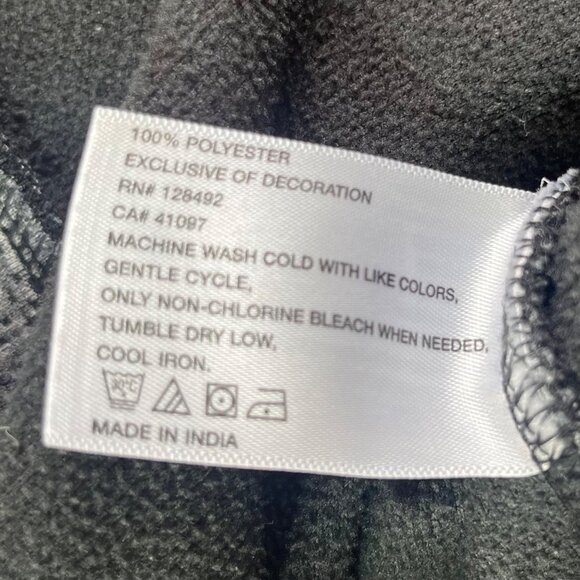 100% POLYESTER
EXCLUSIVE OF DECORATION
RN# 128492
CA# 41097
MACHINE WASH COLD WITH LIKE COLORS,
GENTLE CYCLE,
ONLY NON-CHLORINE BLEACH WHEN NEEDED,
TUMBLE DRY LOW,
COOL IRON.
30°C
MADE IN INDIA